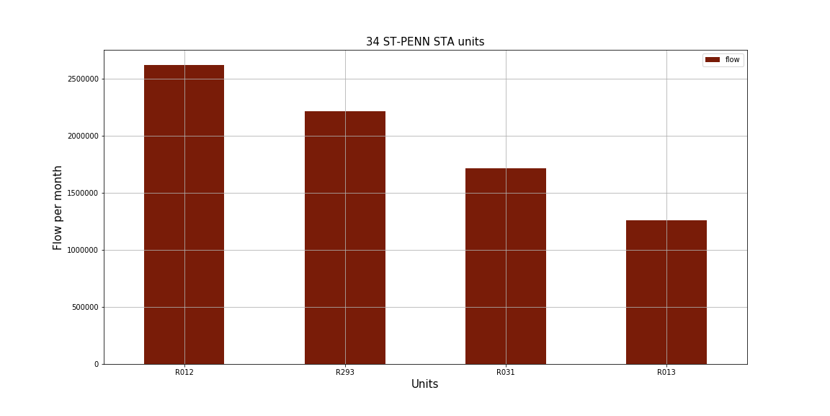 34 ST-PENN STA units
flow
Flow per month
2500000
2000000
1500000
1000000
500000
0
R012 R293 R031 R013
Units